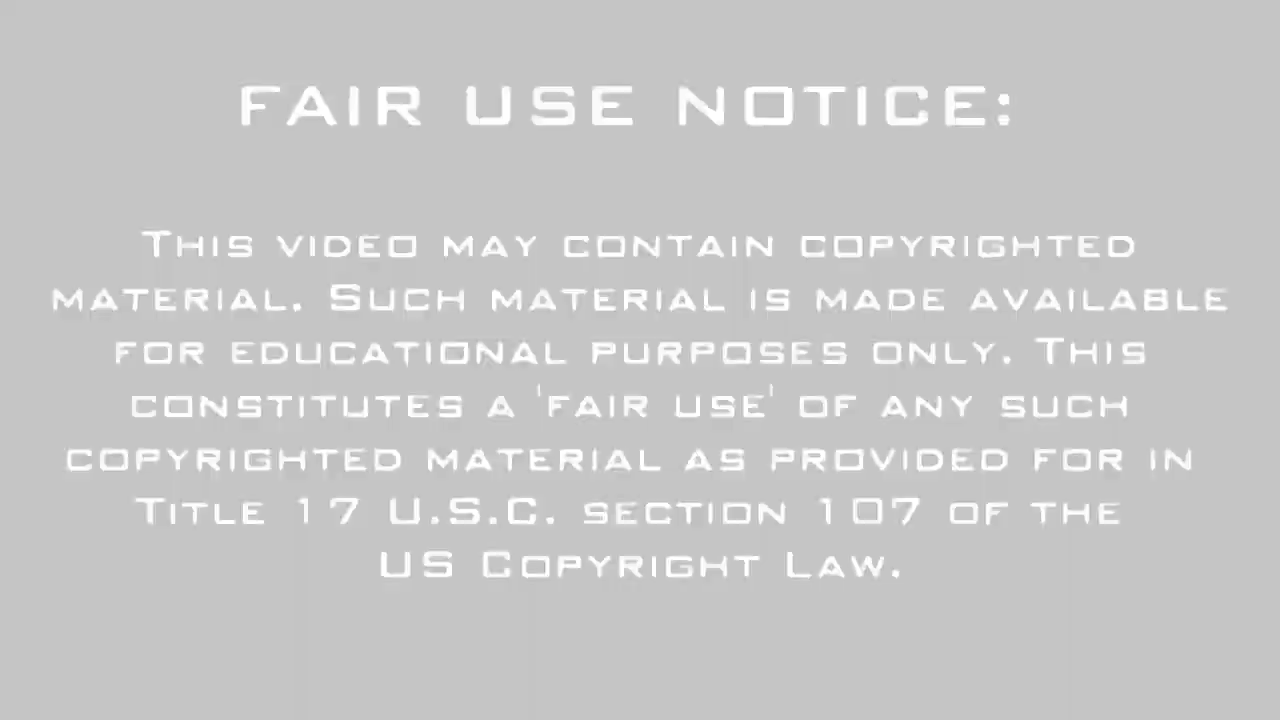 FAIR USE NOTICE:
This video may contain copyrighted
material. Such material is made available
for educational purposes only. This
constitutes a 'fair use' of any such
copyrighted material as provided for in
Title 17 U.S.C. section 107 of the
US Copyright Law.